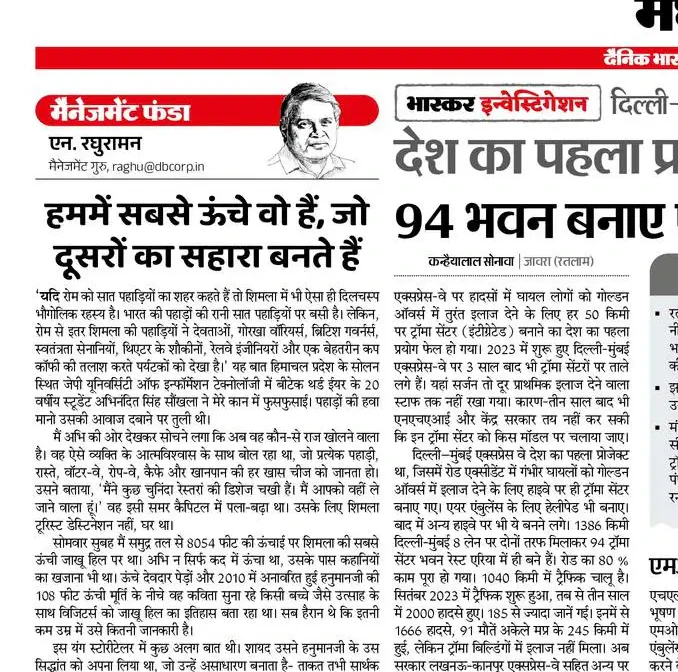 दैनिक भास
मैनेजमेंट फंडा
एन. रघुरामन
मैनेजमेंट गुरु, raghu@dbcorp.in
हममें सबसे ऊंचे वो हैं, जो
दूसरों का सहारा बनते हैं
'यदि रोम को सात पहाड़ियों का शहर कहते हैं तो शिमला में भी ऐसा ही दिलचस्प
भौगोलिक रहस्य है। भारत की पहाड़ों की रानी सात पहाड़ियों पर बसी है। लेकिन,
रोम से इतर शिमला की पहाड़ियों ने देवताओं, गोरखा वॉरियर्स, ब्रिटिश गवर्नर्स,
स्वतंत्रता सेनानियों, थिएटर के शौकीनों, रेलवे इंजीनियरों और एक बेहतरीन कप
कॉफी की तलाश करते पर्यटकों को देखा है।' यह बात हिमाचल प्रदेश के सोलन
स्थित जेपी यूनिवर्सिटी ऑफ इन्फॉर्मेशन टेक्नोलॉजी में बीटेक थर्ड ईयर के 20
वर्षीय स्टूडेंट अभिनंदित सिंह सौंखला ने मेरे कान में फुसफुसाई। पहाड़ों की हवा
मानो उसकी आवाज दबाने पर तुली थी।
मैं अभि की ओर देखकर सोचने लगा कि अब वह कौन-से राज खोलने वाला
है। वह ऐसे व्यक्ति के आत्मविश्वास के साथ बोल रहा था, जो प्रत्येक पहाड़ी,
रास्ते, वॉटर-वे, रोप-वे, कैफे और खानपान की हर खास चीज को जानता हो।
उसने बताया, 'मैंने कुछ चुनिंदा रेस्तरां की डिशेज चखी हैं। मैं आपको वहीं ले
जाने वाला हूं।' वह इसी समर कैपिटल में पला-बढ़ा था। उसके लिए शिमला
टूरिस्ट डेस्टिनेशन नहीं, घर था।
सोमवार सुबह मैं समुद्र तल से 8054 फीट की ऊंचाई पर शिमला की सबसे
ऊंची जाखू हिल पर था। अभि न सिर्फ कद में ऊंचा था, उसके पास कहानियों
का खजाना भी था। ऊंचे देवदार पेड़ों और 2010 में अनावरित हुई हनुमानजी की
108 फीट ऊंची मूर्ति के नीचे वह कविता सुना रहे किसी बच्चे जैसे उत्साह के
साथ विजिटर्स को जाखू हिल का इतिहास बता रहा था। सब हैरान थे कि इतनी
कम उम्र में उसे कितनी जानकारी है।
इस यंग स्टोरीटेलर में कुछ अलग बात थी। शायद उसने हनुमानजी के उस
सिद्धांत को अपना लिया था, जो उन्हें असाधारण बनाता है- ताकत तभी सार्थक
भास्कर इन्वेस्टिगेशन दिल्ली-
देश का पहला प्र
94 भवन बनाए
कन्हैयालाल सोनावा | जावरा (रतलाम)
एक्सप्रेस-वे पर हादसों में घायल लोगों को गोल्डन
ऑवर्स में तुरंत इलाज देने के लिए हर 50 किमी
पर ट्रॉमा सेंटर (इंटीग्रेटेड) बनाने का देश का पहला
प्रयोग फेल हो गया। 2023 में शुरू हुए दिल्ली-मुंबई
एक्सप्रेस-वे पर 3 साल बाद भी ट्रॉमा सेंटरों पर ताले
लगे हैं। यहां सर्जन तो दूर प्राथमिक इलाज देने वाला
स्टाफ तक नहीं रखा गया। कारण-तीन साल बाद भी
एनएचएआई और केंद्र सरकार तय नहीं कर सकी
कि इन ट्रॉमा सेंटर को किस मॉडल पर चलाया जाए।
दिल्ली-मुंबई एक्सप्रेस वे देश का पहला प्रोजेक्ट
था, जिसमें रोड एक्सीडेंट में गंभीर घायलों को गोल्डन
ऑवर्स में इलाज देने के लिए हाइवे पर ही ट्रॉमा सेंटर
बनाए गए। एयर एंबुलेंस के लिए हेलीपेड भी बनाए।
बाद में अन्य हाइवे पर भी ये बनने लगे। 1386 किमी
दिल्ली-मुंबई 8 लेन पर दोनों तरफ मिलाकर 94 ट्रॉमा
सेंटर भवन रेस्ट एरिया में ही बने हैं। रोड का 80 %
काम पूरा हो गया। 1040 किमी में ट्रैफिक चालू है।
सितंबर 2023 में ट्रैफिक शुरू हुआ, तब से तीन साल
में 2000 हादसे हुए। 185 से ज्यादा जानें गईं। इनमें से
1666 हादसे, 91 मौतें अकेले मप्र के 245 किमी में
हुईं, लेकिन ट्रॉमा बिल्डिंगों में इलाज नहीं मिला। अब
सरकार लखनऊ-कानपुर एक्सप्रेस-वे सहित अन्य पर
एम
एचएल
भूषण
एमओ
एंबुलें
करने